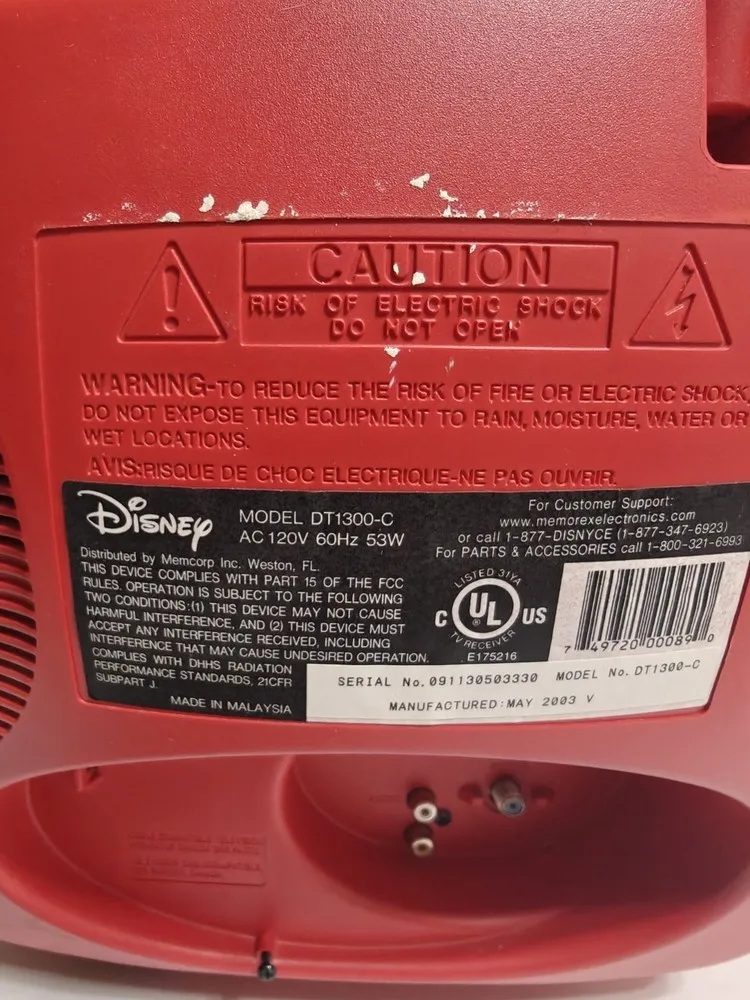 CAUTION
RISK OF ELECTRIC SHOCK
DO NOT OPEN
WARNING-TO REDUCE THE RISK OF FIRE OR ELECTRIC SHOCK,
DO NOT EXPOSE THIS EQUIPMENT TO RAIN, MOISTURE, WATER OR
WET LOCATIONS.
AVIS:RISQUE DE CHOC ELECTRIQUE-NE PAS OUVRIR.
DISNEY
MODEL DT1300-C
AC 120V 60Hz 53W
Distributed by Memcorp Inc. Weston, FL.
THIS DEVICE COMPLIES WITH PART 15 OF THE FCC
RULES. OPERATION IS SUBJECT TO THE FOLLOWING
TWO CONDITIONS:(1) THIS DEVICE MAY NOT CAUSE
HARMFUL INTERFERENCE, AND (2) THIS DEVICE MUST
ACCEPT ANY INTERFERENCE RECEIVED, INCLUDING
INTERFERENCE THAT MAY CAUSE UNDESIRED OPERATION.
COMPLIES WITH DHHS RADIATION
PERFORMANCE STANDARDS, 21CFR
SUBPART J.
MADE IN MALAYSIA
For Customer Support:
www.memorexelectronics.com
or call 1-877-DISNYCE (1-877-347-6923)
For PARTS & ACCESSORIES call 1-800-321-6993
LISTED 31YA
C UL ® US
TV RECEIVER
E175216
7 49720 00089 0
SERIAL No. 091130503330 MODEL No. DT1300-C
MANUFACTURED: MAY 2003 V